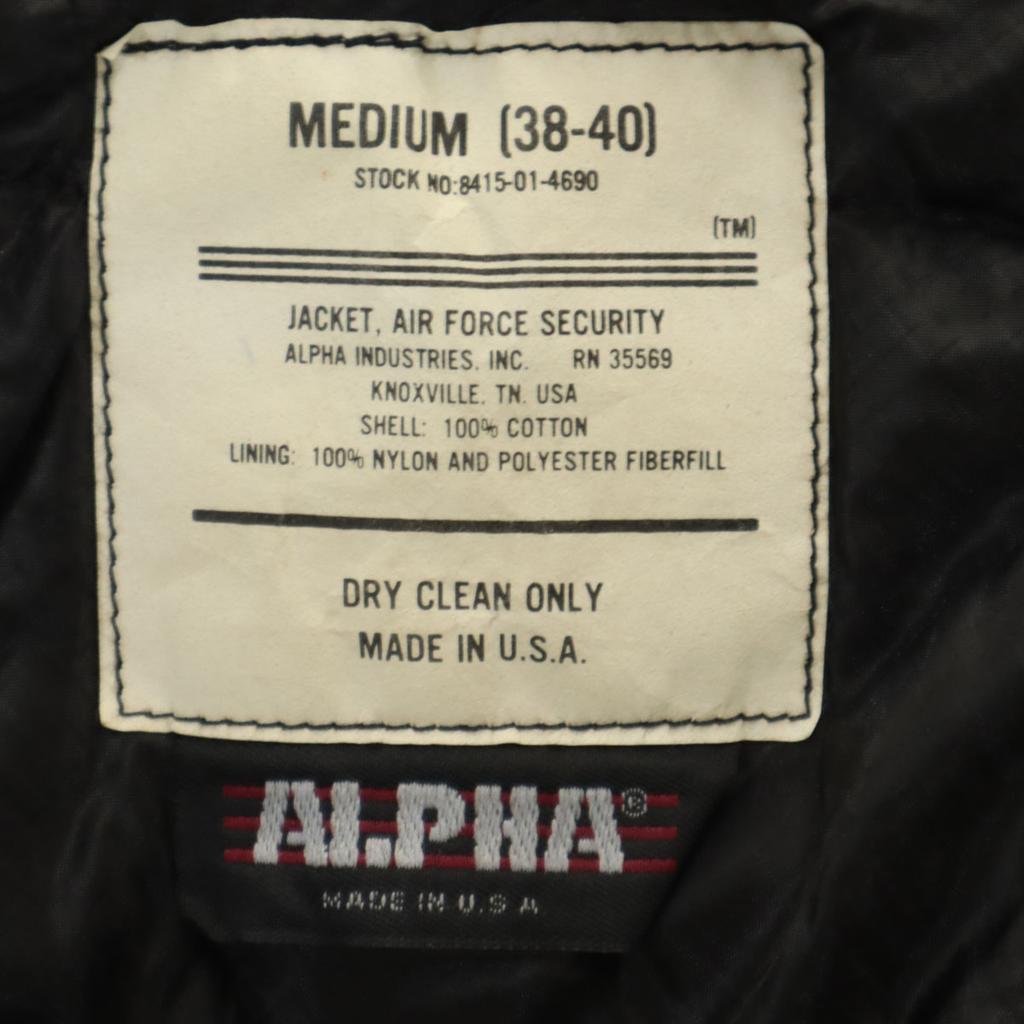 MEDIUM (38-40)
STOCK NO:8415-01-4690
(TM)
JACKET, AIR FORCE SECURITY
ALPHA INDUSTRIES, INC. RN 35569
KNOXVILLE, TN. USA
SHELL: 100% COTTON
LINING: 100% NYLON AND POLYESTER FIBERFILL
DRY CLEAN ONLY
MADE IN U.S.A.
ALPHA®
MADE IN U.S A